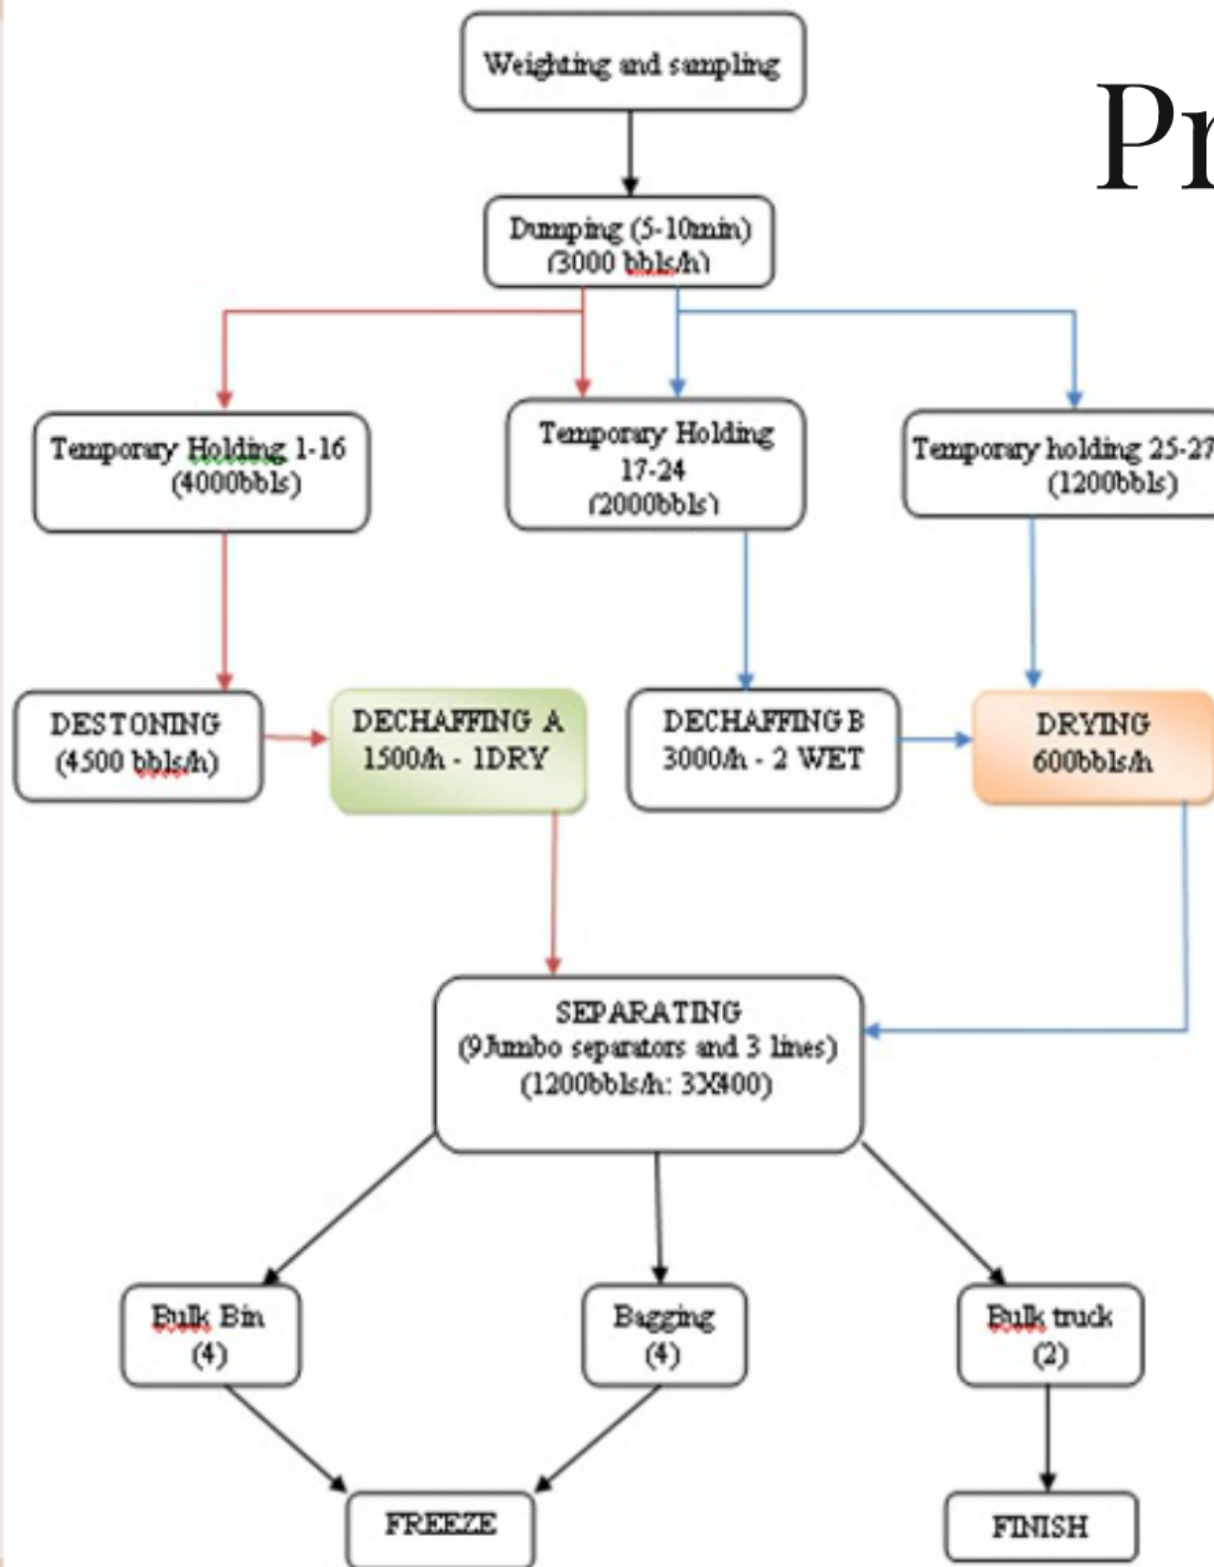 Weighting and sampling
Pr
Dumping (5-10min)
(3000 bbls/h)
Temporary Holding 1-16
(4000bbls)
Temporary Holding
17-24
(2000bbls)
Temporary holding 25-27
(1200bbls)
DESTONING
(4500 bbls/h)
DECHAFFING A
1500/h - 1DRY
DECHAFFING B
3000/h - 2 WET
DRYING
600bbls/h
SEPARATING
(9Jumbo separators and 3 lines)
(1200bbls/h: 3X400)
Bulk Bin
(4)
Bagging
(4)
Bulk truck
(2)
FREEZE
FINISH